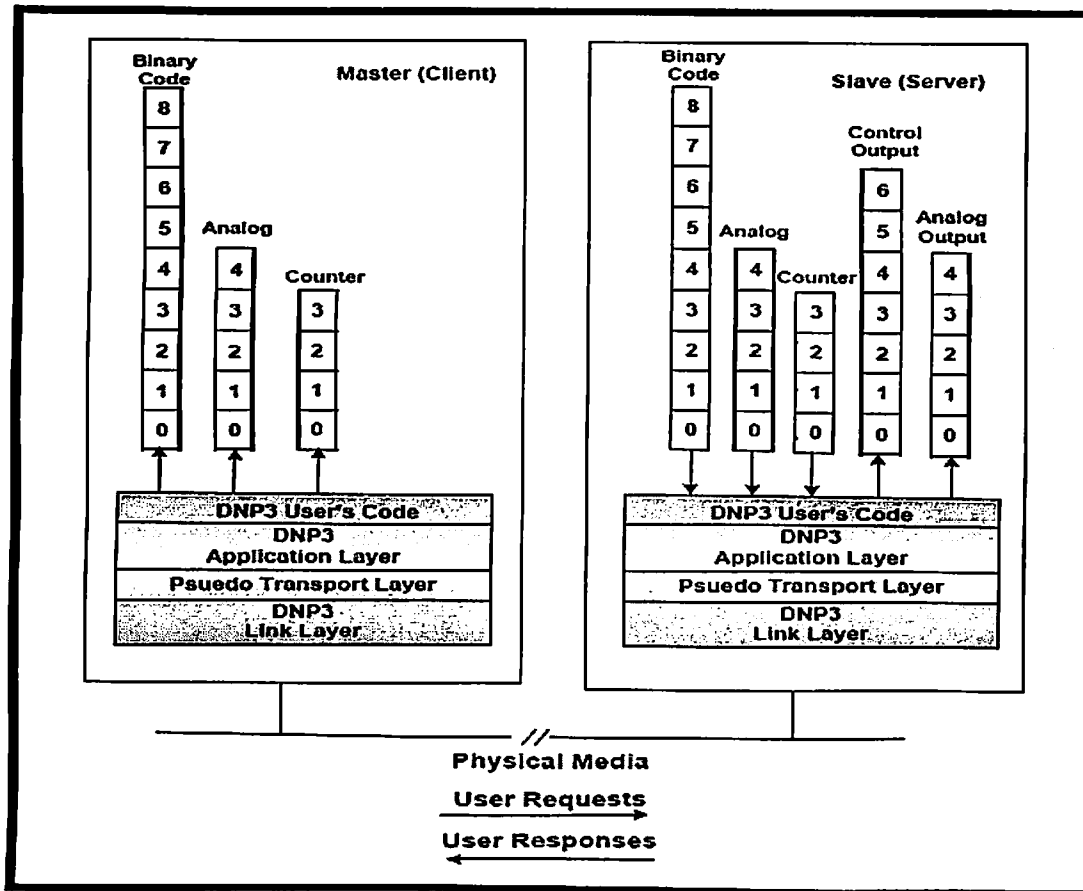 Master (Client)
Binary
Code
8
7
6
5
4
3
2
1
0
Analog
4
3
2
1
0
Counter
3
2
1
0
DNP3 User's Code
DNP3
Application Layer
Psuedo Transport Layer
DNP3
Link Layer
Slave (Server)
Binary
Code
8
7
6
5
4
3
2
1
0
Analog
4
3
2
1
0
Counter
3
2
1
0
Control
Output
6
5
4
3
2
1
0
Analog
Output
4
3
2
1
0
DNP3 User's Code
DNP3
Application Layer
Psuedo Transport Layer
DNP3
Link Layer
Physical Media
User Requests
User Responses